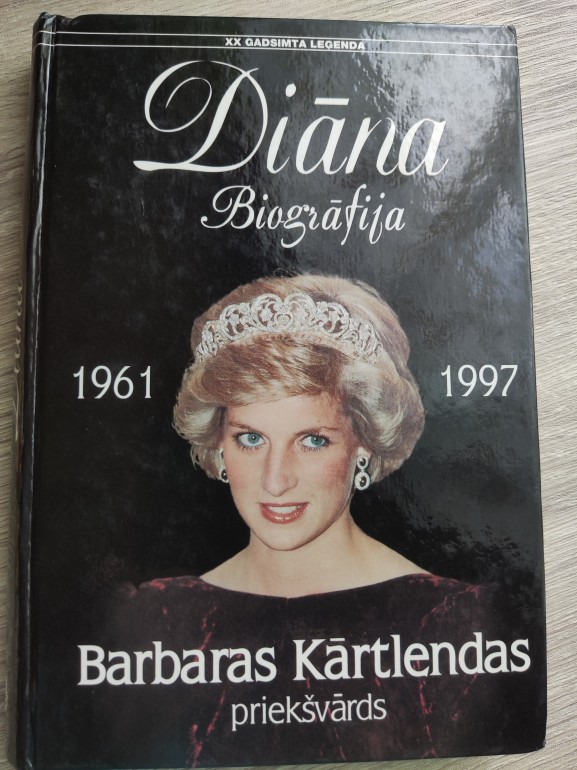 XX GADSIMTA LEĢENDA
Diāna
Biogrāfija
1961 1997
Barbaras Kārtlendas
priekšvārds